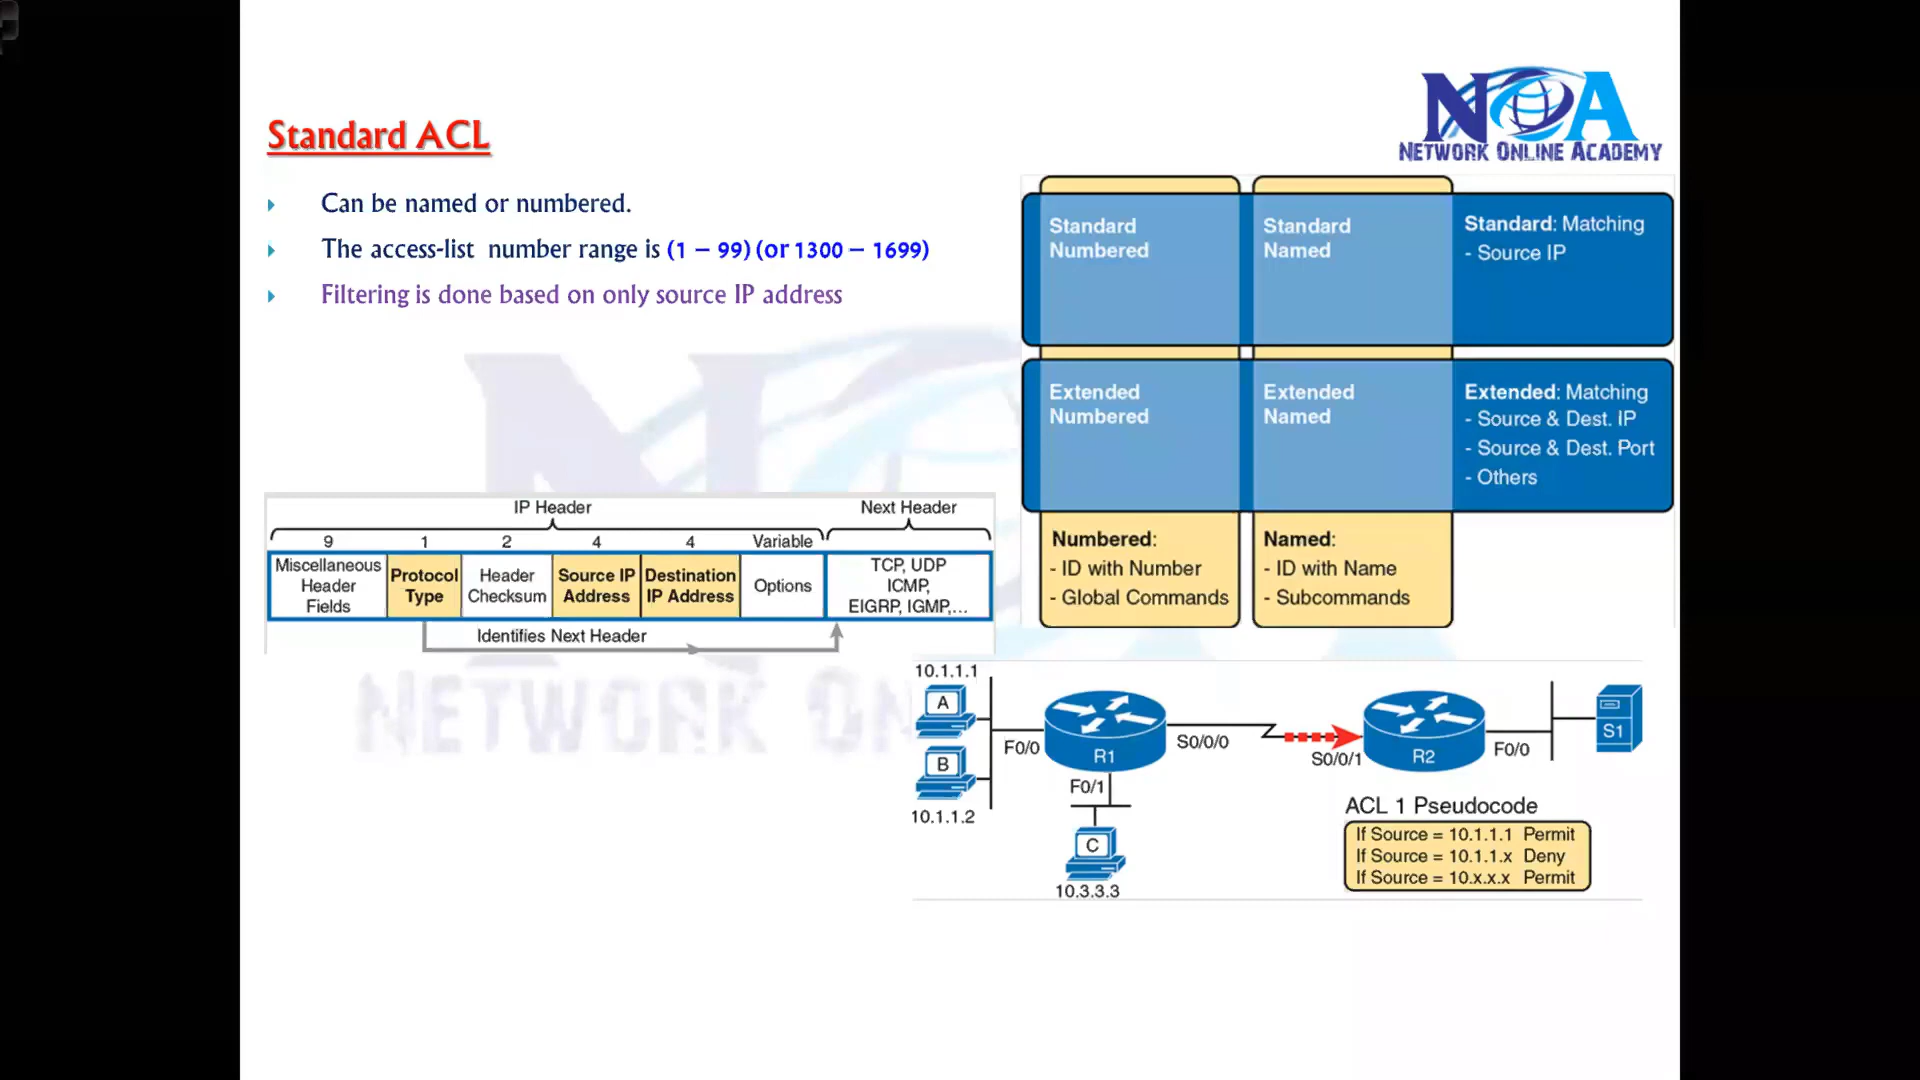 NOA
NETWORK ONLINE ACADEMY
Standard ACL
Can be named or numbered.
The access-list number range is (1 – 99) (or 1300 – 1699)
Filtering is done based on only source IP address
Standard Numbered
Standard Named
Standard: Matching
- Source IP
Extended Numbered
Extended Named
Extended: Matching
- Source & Dest. IP
- Source & Dest. Port
- Others
Numbered:
- ID with Number
- Global Commands
Named:
- ID with Name
- Subcommands
IP Header
Next Header
9 1 2 4 4 Variable
Miscellaneous Header Fields
Protocol Type
Header Checksum
Source IP Address
Destination IP Address
Options
TCP, UDP
ICMP,
EIGRP, IGMP,...
Identifies Next Header
NETWORK ON
10.1.1.1
A
B
10.1.1.2
F0/0
R1
F0/1
C
10.3.3.3
S0/0/0
S0/0/1
R2
F0/0
S1
ACL 1 Pseudocode
If Source = 10.1.1.1 Permit
If Source = 10.1.1.x Deny
If Source = 10.x.x.x Permit